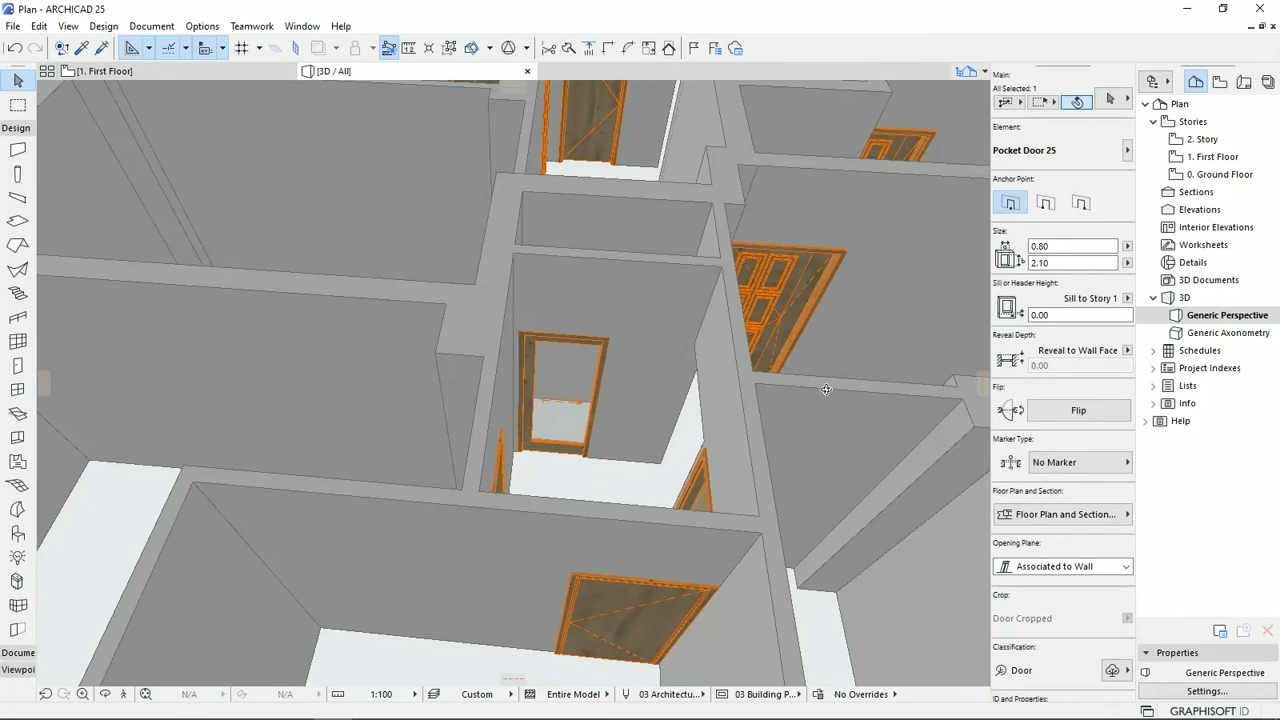 Plan - ARCHICAD 25
File Edit View Design Document Options Teamwork Window Help
[1. First Floor]
[3D / All]
Main:
All Selected: 1
Element:
Pocket Door 25
Anchor Point:
Size:
0.80
2.10
Sill or Header Height:
Sill to Story 1
0.00
Reveal Depth:
Reveal to Wall Face
0.00
Flip:
Flip
Marker Type:
No Marker
Floor Plan and Section:
Floor Plan and Section...
Opening Plane:
Associated to Wall
Crop:
Door Cropped
Classification:
Door
ID and Properties:
Design
Docume
Viewpoi
Plan
Stories
2. Story
1. First Floor
0. Ground Floor
Sections
Elevations
Interior Elevations
Worksheets
Details
3D Documents
3D
Generic Perspective
Generic Axonometry
Schedules
Project Indexes
Lists
Info
Help
Properties
Generic Perspective
Settings...
N/A N/A 1:100 Custom Entire Model 03 Architectu... 03 Building P... No Overrides
GRAPHISOFT ID